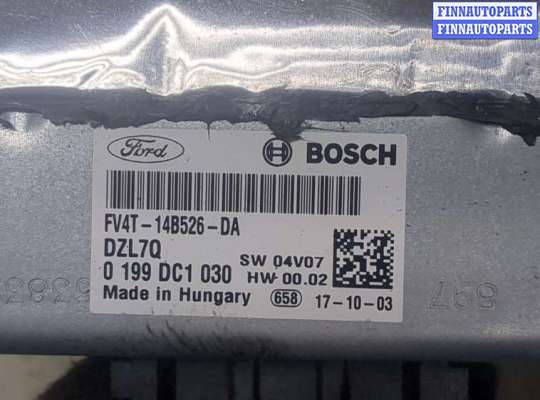 FINNAUTOPARTS
FINNAUTOPARTS
Ford
BOSCH
FV4T-14B526-DA
DZL7Q
SW 04V07
0 199 DC1 030
HW 00.02
Made in Hungary
658
17-10-03
597